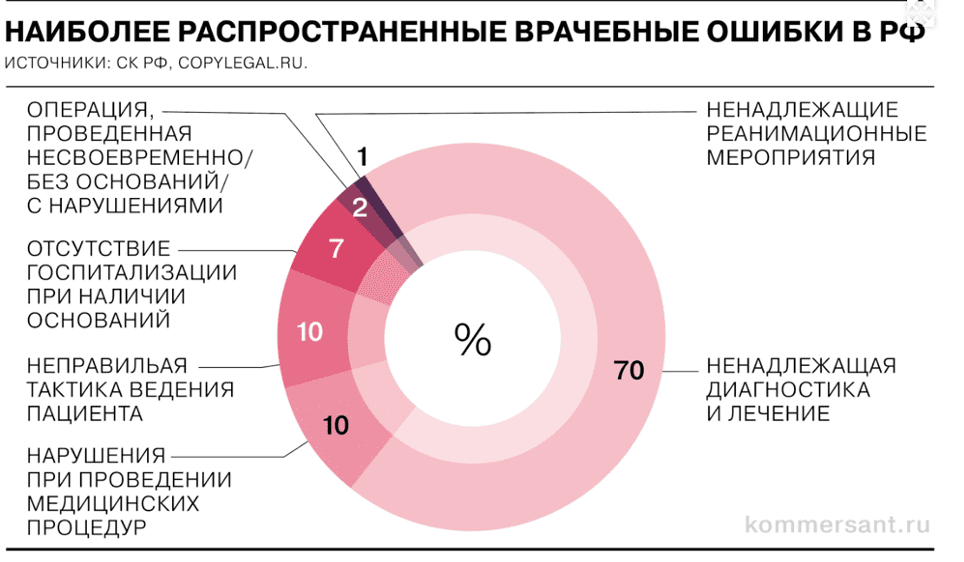 НАИБОЛЕЕ РАСПРОСТРАНЕННЫЕ ВРАЧЕБНЫЕ ОШИБКИ В РФ
ИСТОЧНИКИ: СК РФ, COPYLEGAL.RU.
ОПЕРАЦИЯ,
ПРОВЕДЕННАЯ
НЕСВОЕВРЕМЕННО/
БЕЗ ОСНОВАНИЙ/
С НАРУШЕНИЯМИ
ОТСУТСТВИЕ
ГОСПИТАЛИЗАЦИИ
ПРИ НАЛИЧИИ
ОСНОВАНИЙ
НЕПРАВИЛЬАЯ
ТАКТИКА ВЕДЕНИЯ
ПАЦИЕНТА
НАРУШЕНИЯ
ПРИ ПРОВЕДЕНИИ
МЕДИЦИНСКИХ
ПРОЦЕДУР
1
2
7
10
10
%
70
НЕНАДЛЕЖАЩИЕ
РЕАНИМАЦИОННЫЕ
МЕРОПРИЯТИЯ
НЕНАДЛЕЖАЩАЯ
ДИАГНОСТИКА
И ЛЕЧЕНИЕ
kommersant.ru